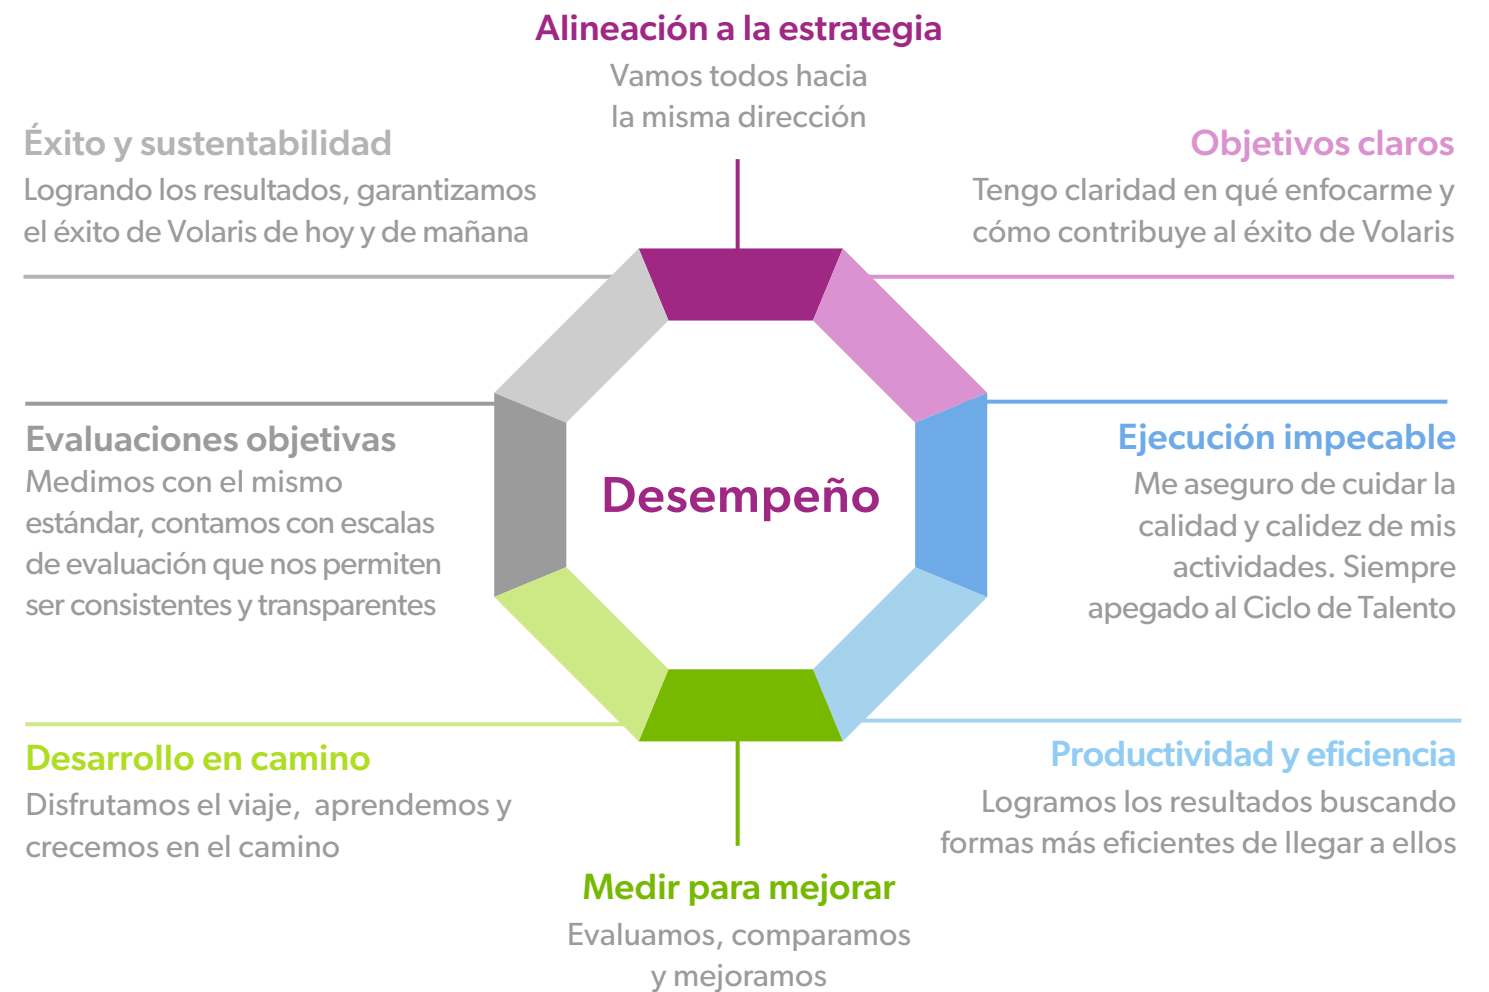 Alineación a la estrategia
Vamos todos hacia
la misma dirección
Éxito y sustentabilidad
Logrando los resultados, garantizamos
el éxito de Volaris de hoy y de mañana
Objetivos claros
Tengo claridad en qué enfocarme y
cómo contribuye al éxito de Volaris
Evaluaciones objetivas
Medimos con el mismo
estándar, contamos con escalas
de evaluación que nos permiten
ser consistentes y transparentes
Desempeño
Ejecución impecable
Me aseguro de cuidar la
calidad y calidez de mis
actividades. Siempre
apegado al Ciclo de Talento
Desarrollo en camino
Disfrutamos el viaje,  aprendemos y
crecemos en el camino
Productividad y eficiencia
Logramos los resultados buscando
formas más eficientes de llegar a ellos
Medir para mejorar
Evaluamos, comparamos
y mejoramos